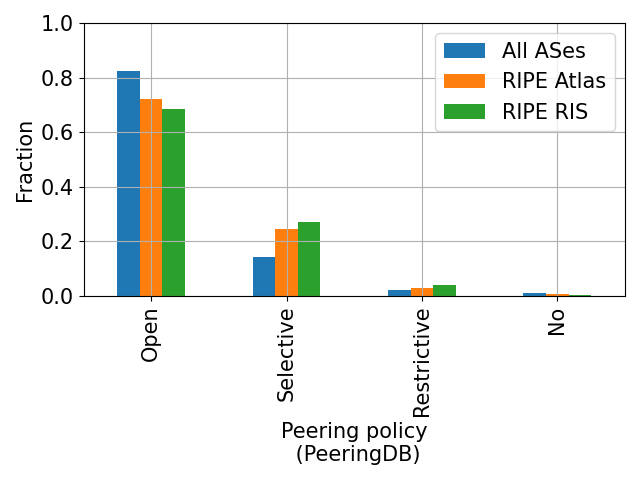 1.0
0.8
0.6
0.4
0.2
0.0
Fraction
All ASes
RIPE Atlas
RIPE RIS
Open
Selective
Restrictive
No
Peering policy
(PeeringDB)